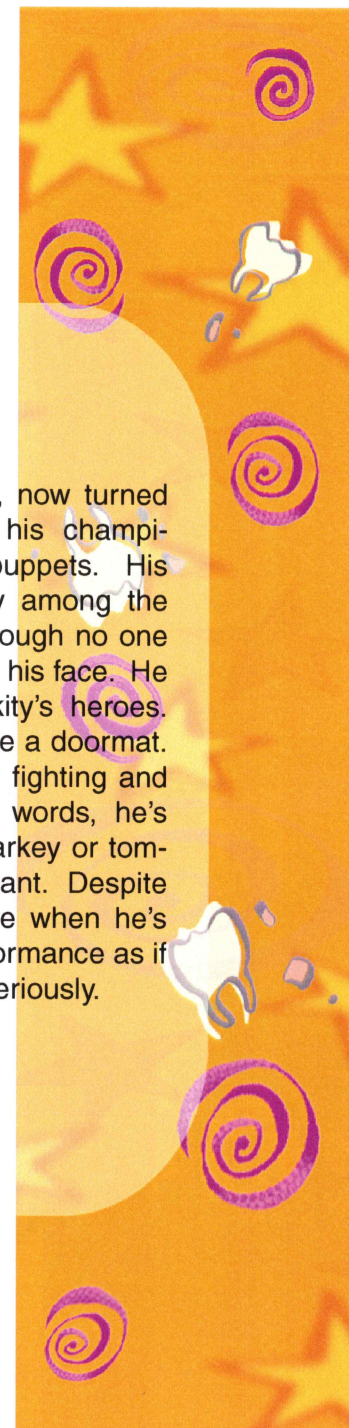 , now turned
his champi-
puppets. His
among the
ough no one
his face. He
kity's heroes.
e a doormat.
fighting and
words, he's
arkey or tom-
ant. Despite
e when he's
ormance as if
eriously.